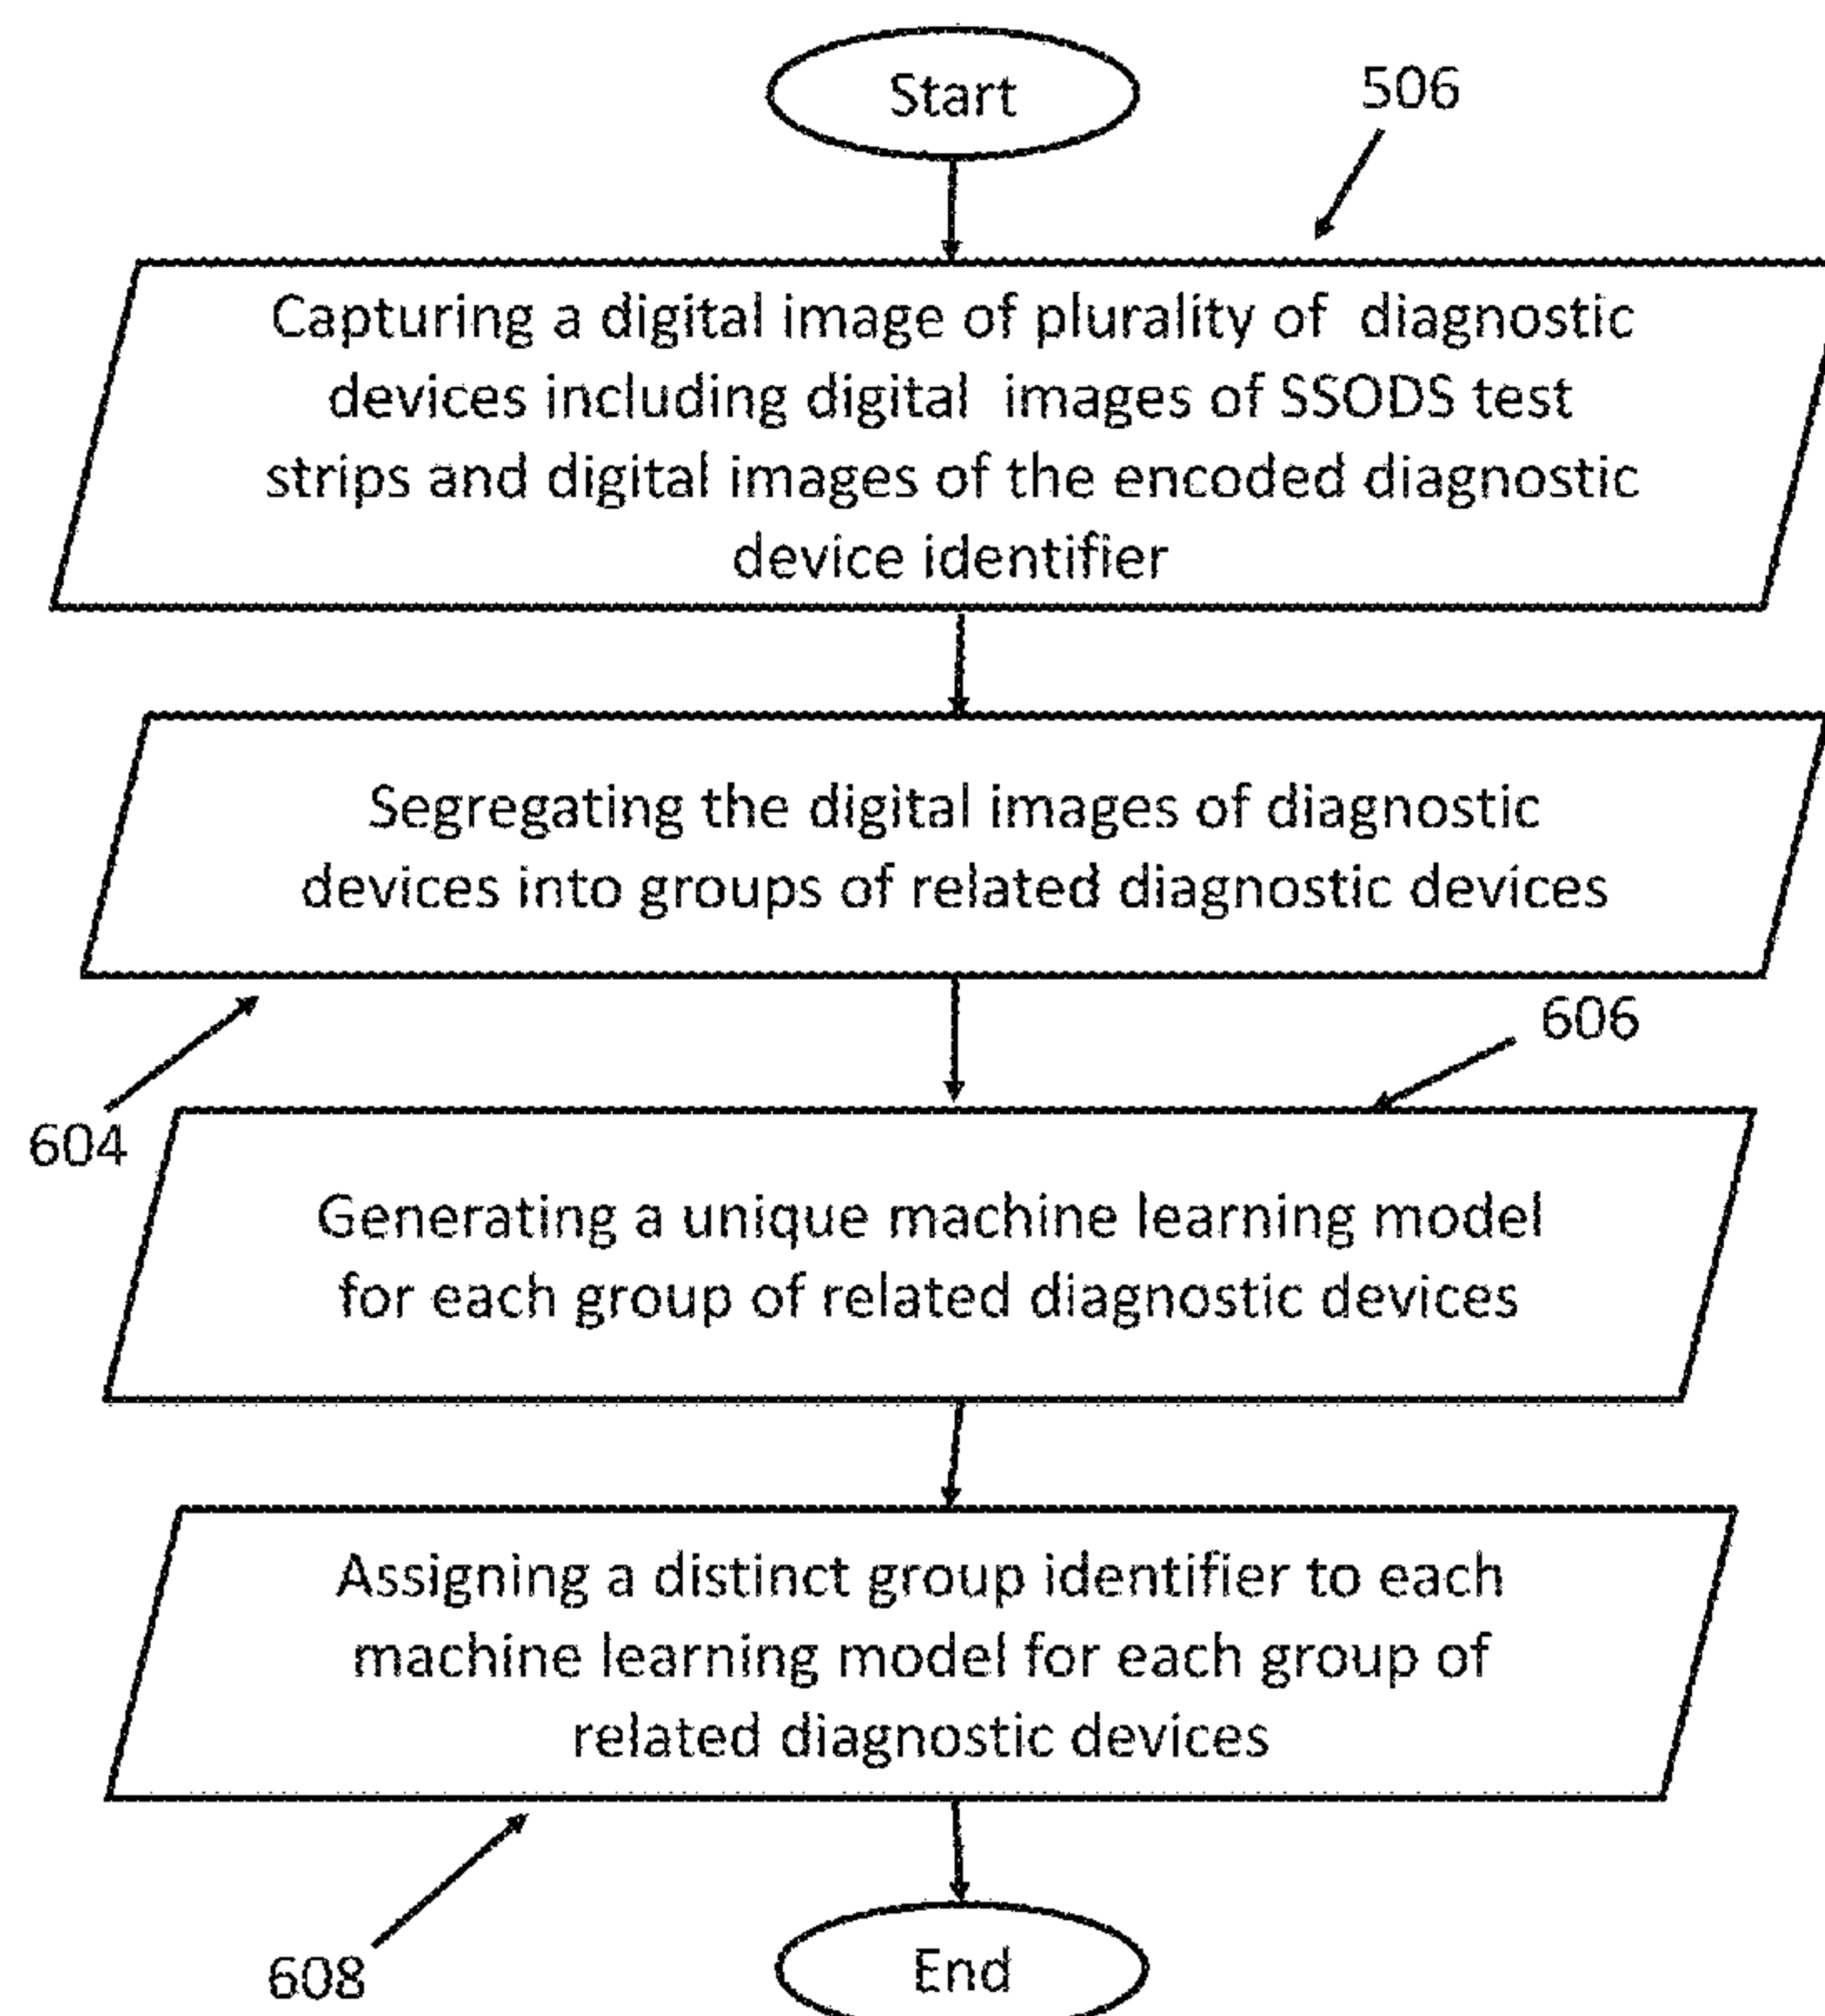 Start
506
Capturing a digital image of plurality of diagnostic
devices including digital images of SSODS test
strips and digital images of the encoded diagnostic
device identifier
Segregating the digital images of diagnostic
devices into groups of related diagnostic devices
604
606
Generating a unique machine learning model
for each group of related diagnostic devices
Assigning a distinct group identifier to each
machine learning model for each group of
related diagnostic devices
608
End